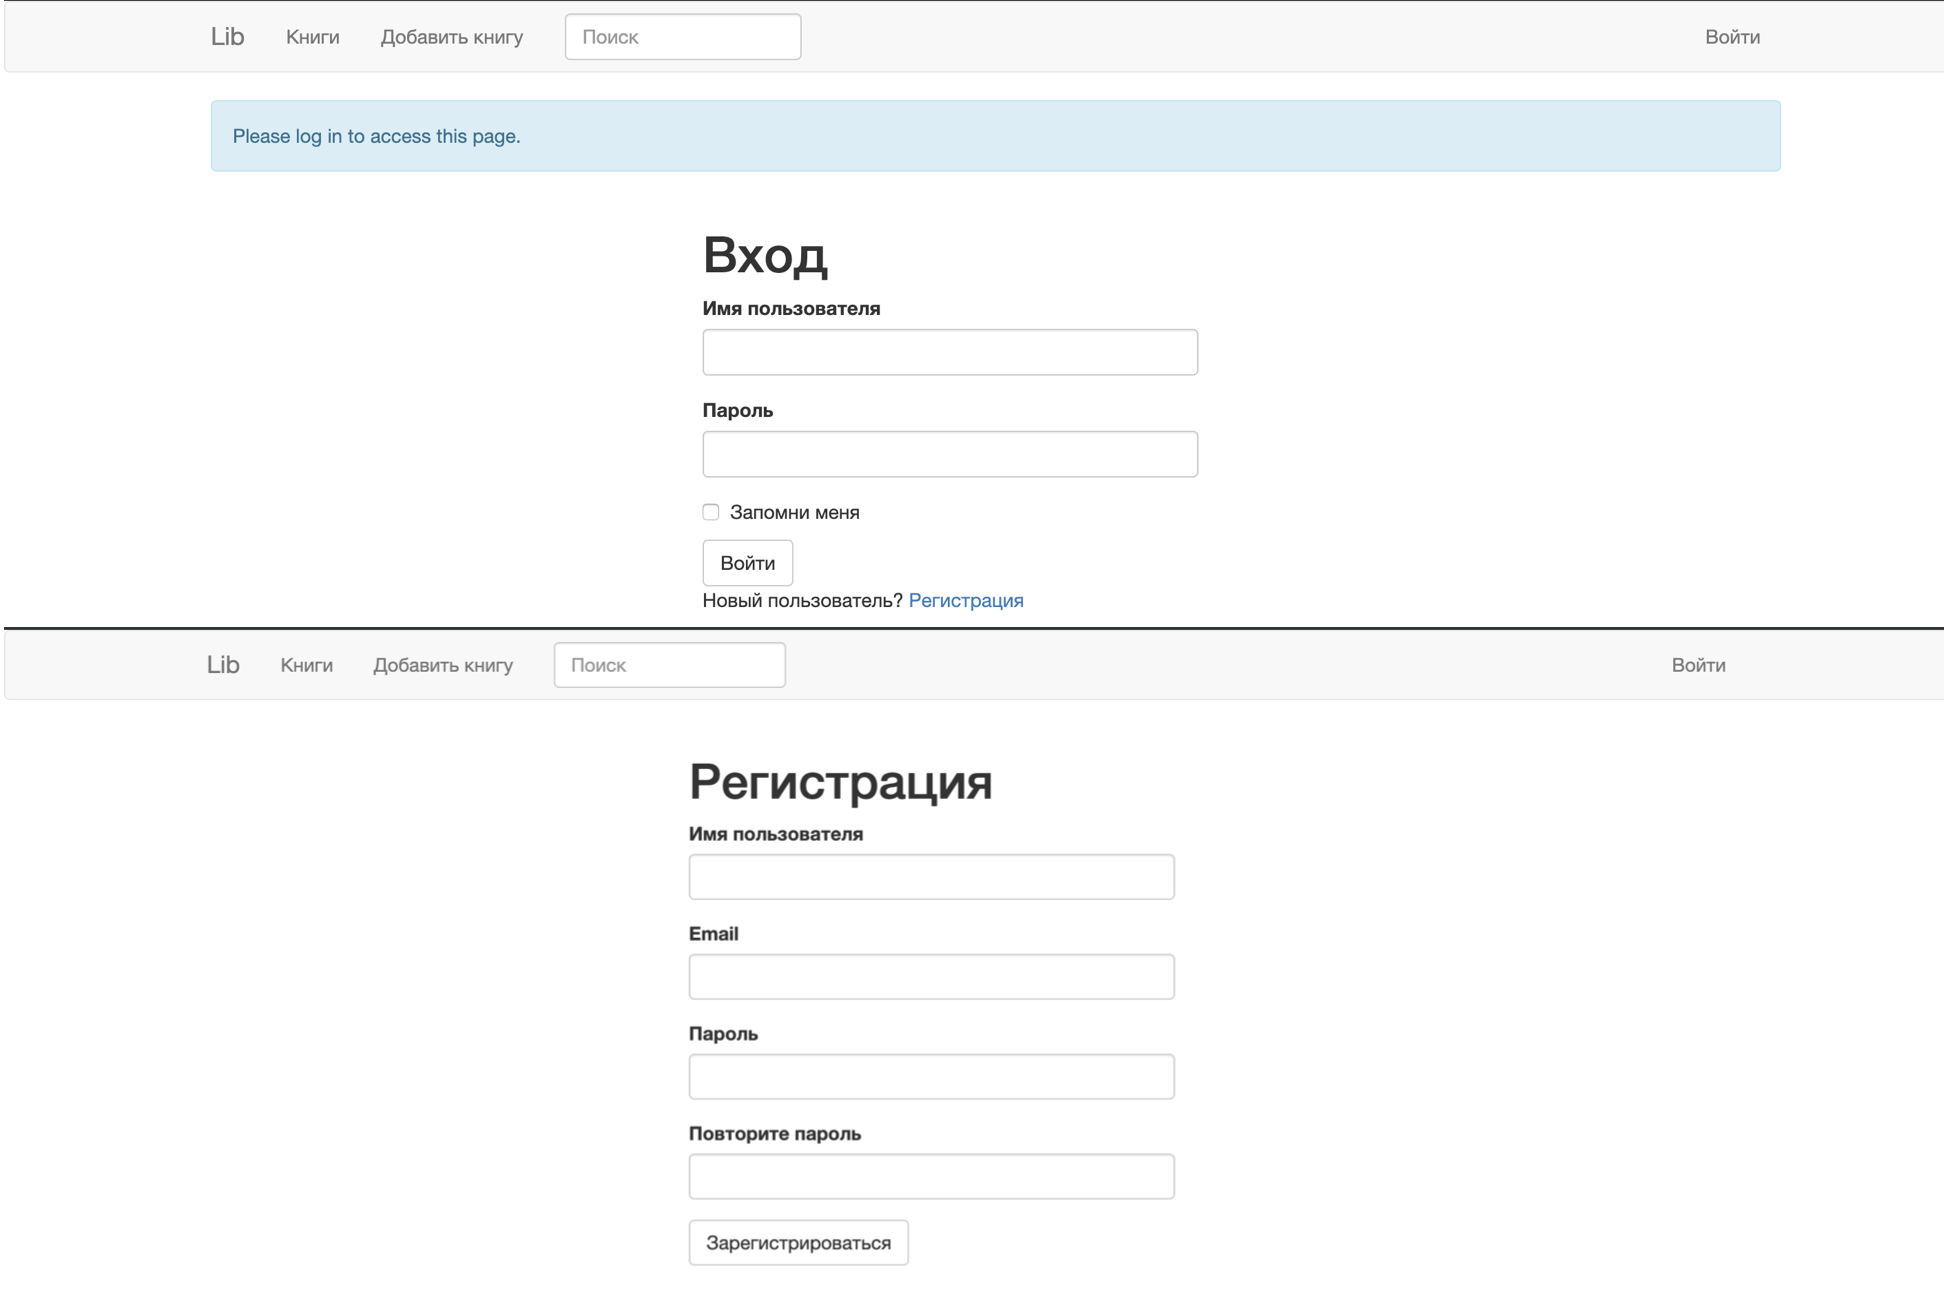 Lib Книги Добавить книгу Поиск Войти
Please log in to access this page.
Вход
Имя пользователя
Пароль
Запомни меня
Войти
Новый пользователь? Регистрация
Lib Книги Добавить книгу Поиск Войти
Регистрация
Имя пользователя
Email
Пароль
Повторите пароль
Зарегистрироваться